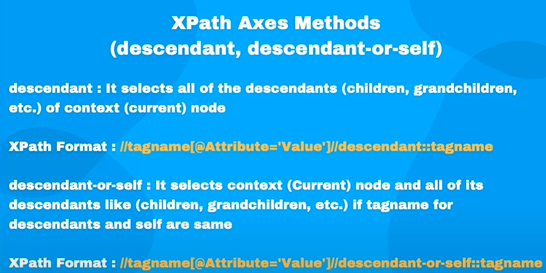 XPath Axes Methods
(descendant, descendant-or-self)
descendant : It selects all of the descendants (children, grandchildren,
etc.) of context (current) node
XPath Format : //tagname[@Attribute='Value']//descendant::tagname
descendant-or-self : It selects context (Current) node and all of its
descendants like (children, grandchildren, etc.) if tagname for
descendants and self are same
XPath Format : //tagname[@Attribute='Value']//descendant-or-self::tagname